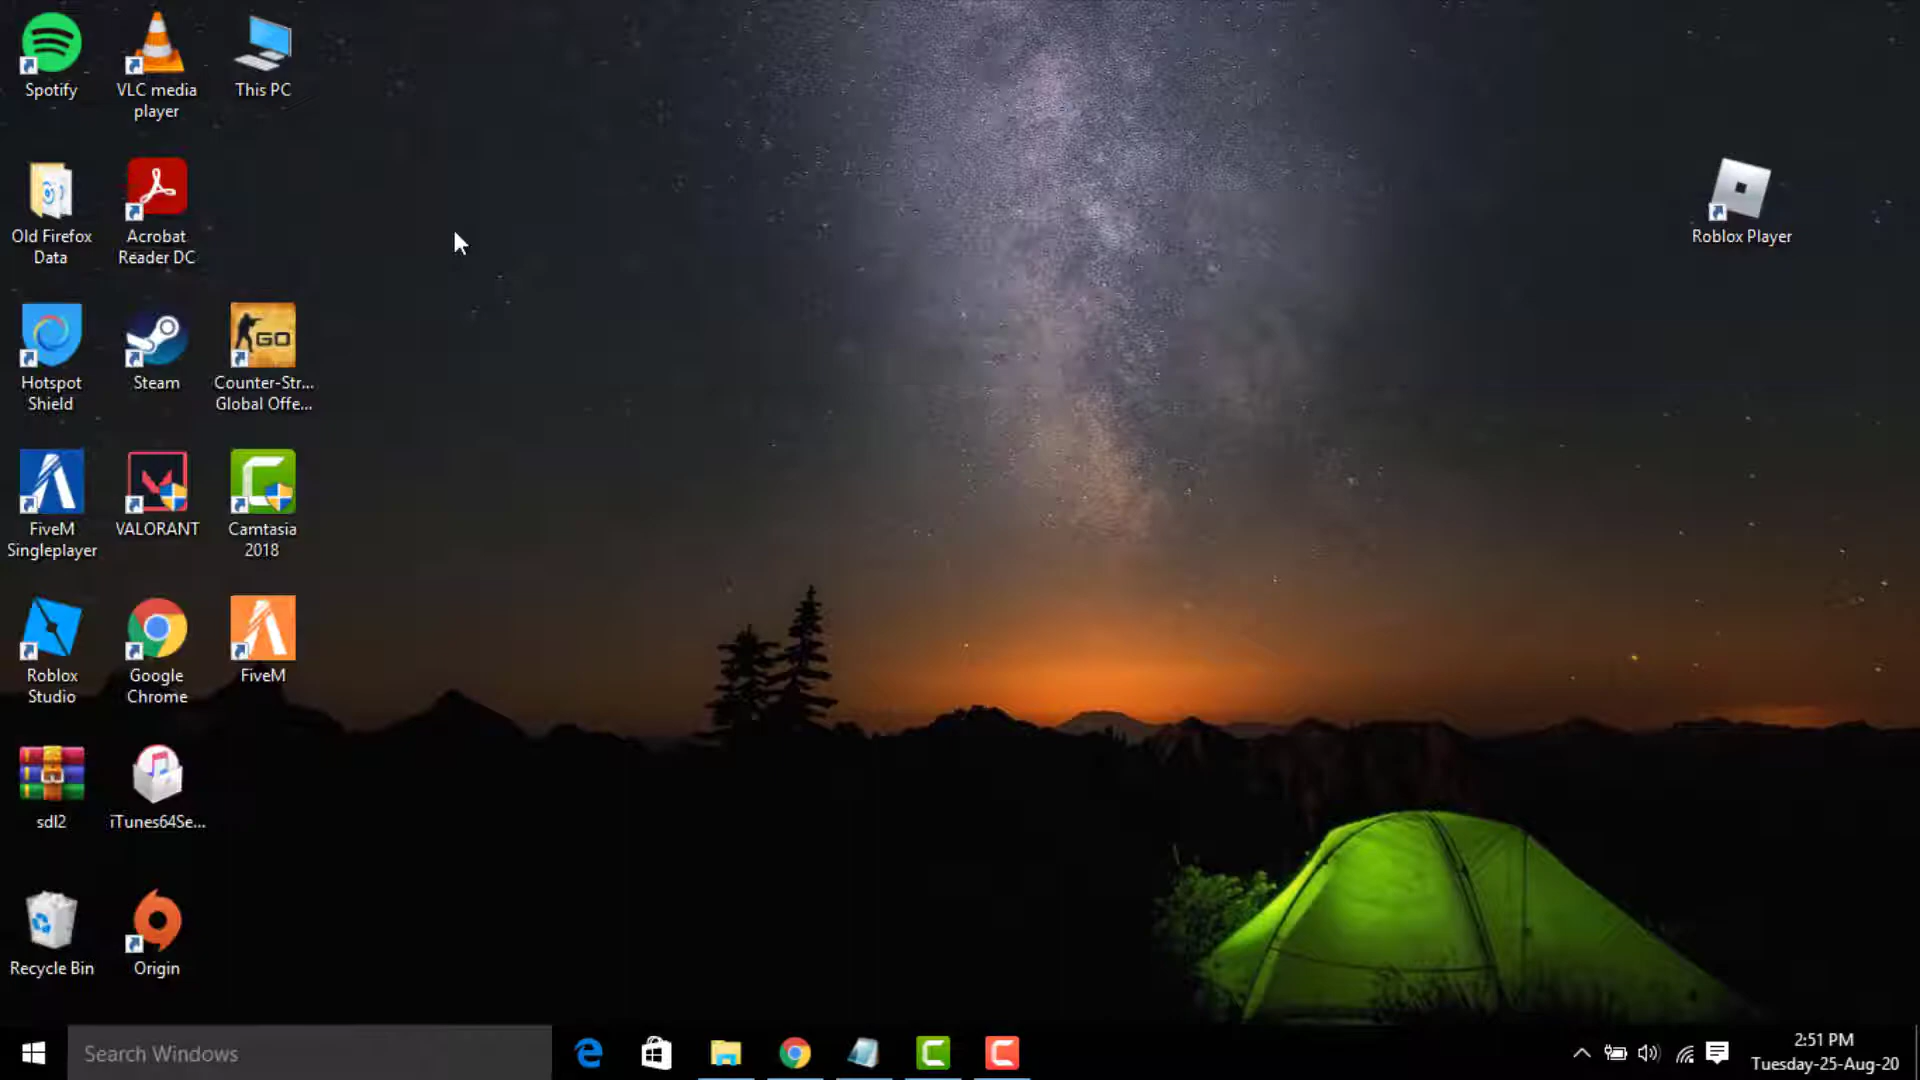 Spotify
VLC media
player
This PC
Old Firefox
Data
Acrobat
Reader DC
Roblox Player
Hotspot
Shield
Steam
GO
Counter-Str...
Global Offe...
FiveM
Singleplayer
VALORANT
Camtasia
2018
Roblox
Studio
Google
Chrome
FiveM
sdl2
iTunes64Se...
Recycle Bin
Origin
Search Windows
2:51 PM
Tuesday-25-Aug-20